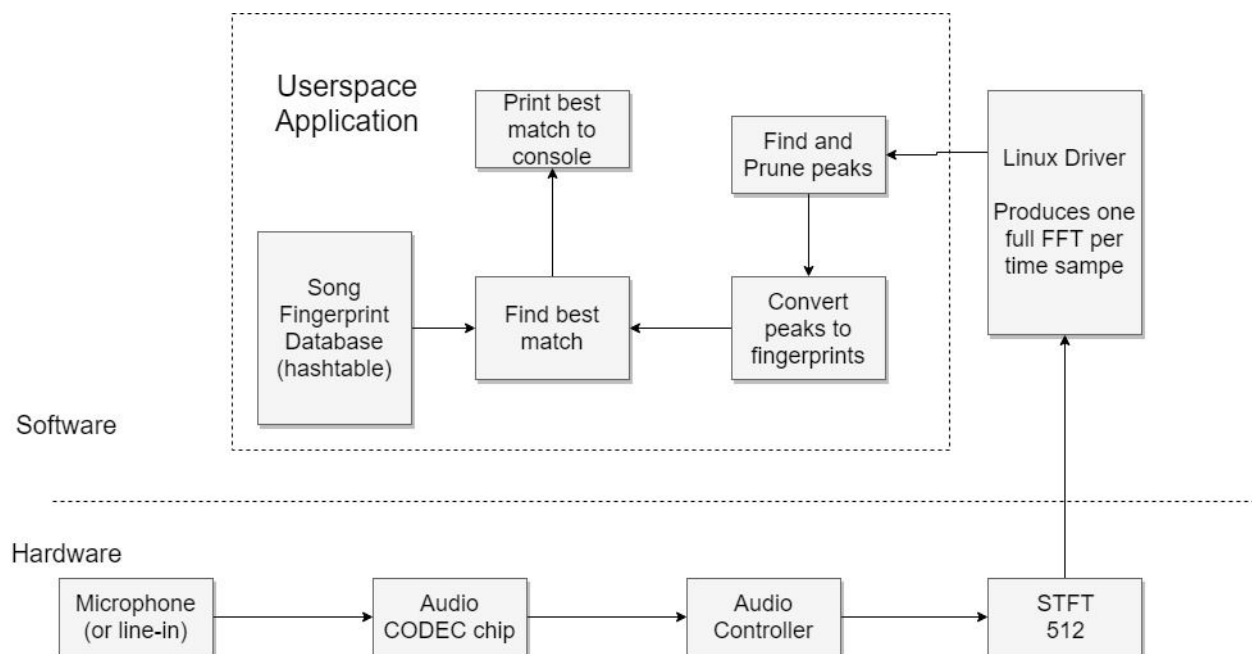 Userspace
Application
Print best
match to
console
Find and
Prune peaks
Linux Driver
Produces one
full FFT per
time sampe
Song
Fingerprint
Database
(hashtable)
Find best
match
Convert
peaks to
fingerprints
Software
Hardware
Microphone
(or line-in)
Audio
CODEC chip
Audio
Controller
STFT
512